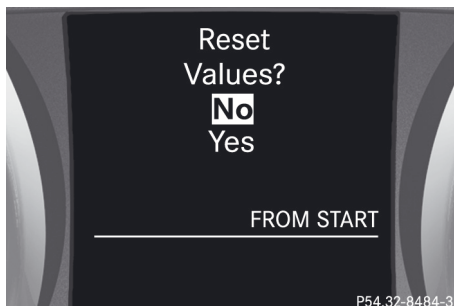 Reset
Values?
No
Yes
FROM START
P54.32-8484-3